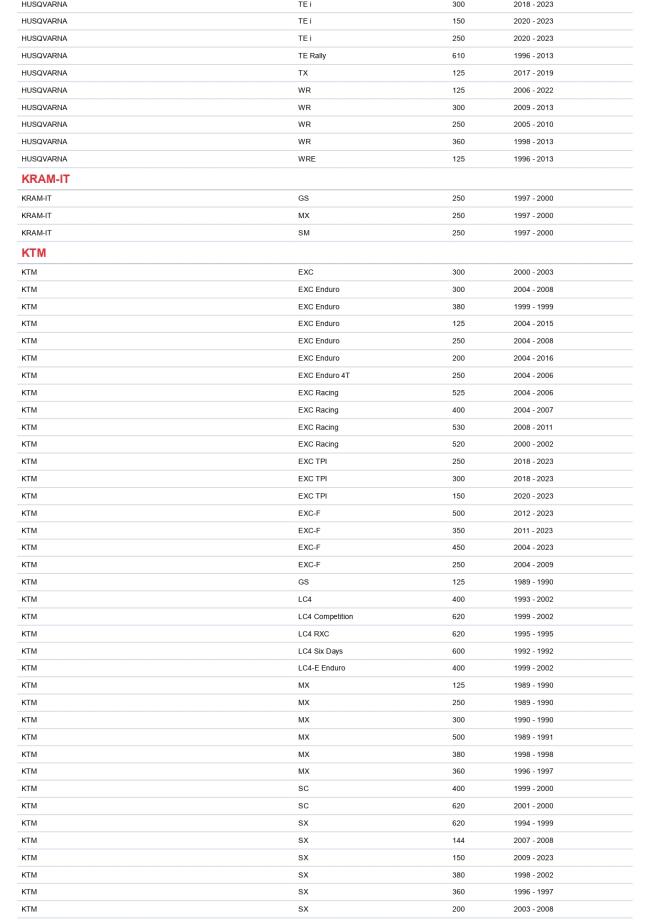 HUSQVARNA TE i 300 2018 - 2023
HUSQVARNA TE i 150 2020 - 2023
HUSQVARNA TE i 250 2020 - 2023
HUSQVARNA TE Rally 610 1996 - 2013
HUSQVARNA TX 125 2017 - 2019
HUSQVARNA WR 125 2006 - 2022
HUSQVARNA WR 300 2009 - 2013
HUSQVARNA WR 250 2005 - 2010
HUSQVARNA WR 360 1998 - 2013
HUSQVARNA WRE 125 1996 - 2013
KRAM-IT
KRAM-IT GS 250 1997 - 2000
KRAM-IT MX 250 1997 - 2000
KRAM-IT SM 250 1997 - 2000
KTM
KTM EXC 300 2000 - 2003
KTM EXC Enduro 300 2004 - 2008
KTM EXC Enduro 380 1999 - 1999
KTM EXC Enduro 125 2004 - 2015
KTM EXC Enduro 250 2004 - 2008
KTM EXC Enduro 200 2004 - 2016
KTM EXC Enduro 4T 250 2004 - 2006
KTM EXC Racing 525 2004 - 2006
KTM EXC Racing 400 2004 - 2007
KTM EXC Racing 530 2008 - 2011
KTM EXC Racing 520 2000 - 2002
KTM EXC TPI 250 2018 - 2023
KTM EXC TPI 300 2018 - 2023
KTM EXC TPI 150 2020 - 2023
KTM EXC-F 500 2012 - 2023
KTM EXC-F 350 2011 - 2023
KTM EXC-F 450 2004 - 2023
KTM EXC-F 250 2004 - 2009
KTM GS 125 1989 - 1990
KTM LC4 400 1993 - 2002
KTM LC4 Competition 620 1999 - 2002
KTM LC4 RXC 620 1995 - 1995
KTM LC4 Six Days 600 1992 - 1992
KTM LC4-E Enduro 400 1999 - 2002
KTM MX 125 1989 - 1990
KTM MX 250 1989 - 1990
KTM MX 300 1990 - 1990
KTM MX 500 1989 - 1991
KTM MX 380 1998 - 1998
KTM MX 360 1996 - 1997
KTM SC 400 1999 - 2000
KTM SC 620 2001 - 2000
KTM SX 620 1994 - 1999
KTM SX 144 2007 - 2008
KTM SX 150 2009 - 2023
KTM SX 380 1998 - 2002
KTM SX 360 1996 - 1997
KTM SX 200 2003 - 2008